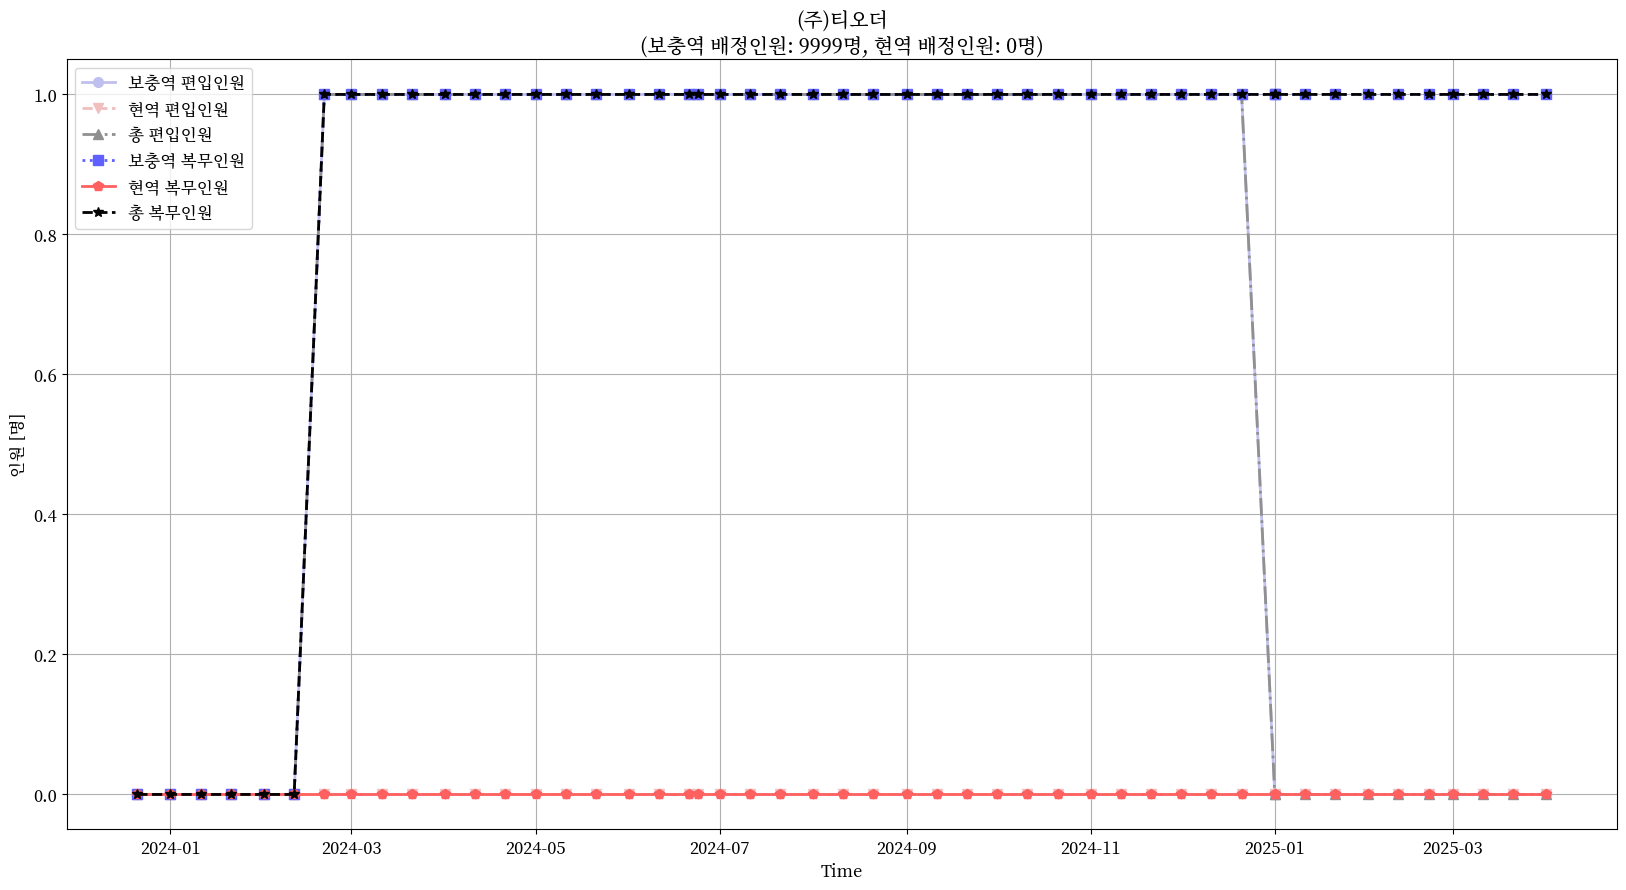 (주)티오더
(보충역 배정인원: 9999명, 현역 배정인원: 0명)
보충역 편입인원
현역 편입인원
총 편입인원
보충역 복무인원
현역 복무인원
총 복무인원
1.0
0.8
0.6
0.4
0.2
0.0
인원 [명]
2024-01
2024-03
2024-05
2024-07
2024-09
2024-11
2025-01
2025-03
Time